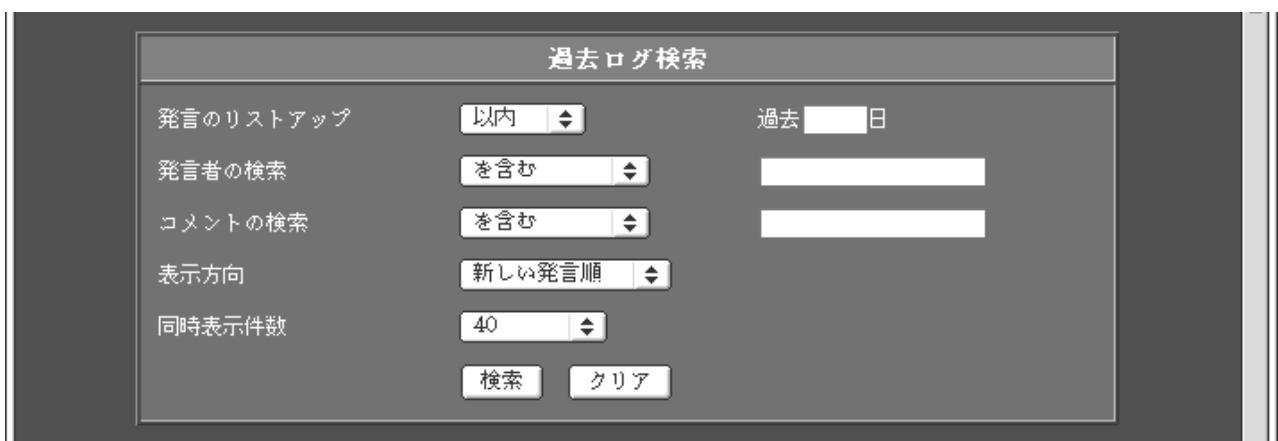 過去ログ検索
発言のリストアップ 以内 過去 日
発言者の検索 を含む
コメントの検索 を含む
表示方向 新しい発言順
同時表示件数 40
検索 クリア